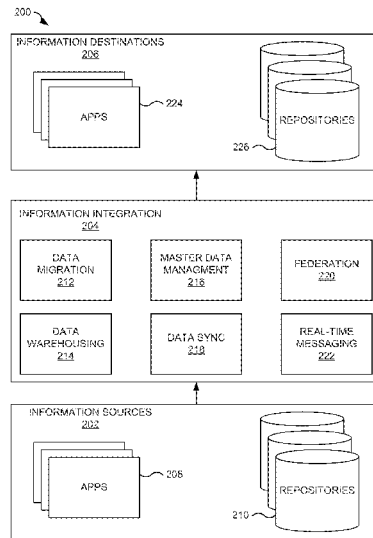 200
INFORMATION DESTINATIONS
206
APPS
224
REPOSITORIES
226
INFORMATION INTEGRATION
204
DATA
MIGRATION
212
MASTER DATA
MANAGMENT
216
FEDERATION
220
DATA
WAREHOUSING
214
DATA SYNC
218
REAL-TIME
MESSAGING
222
INFORMATION SOURCES
202
APPS
208
REPOSITORIES
210